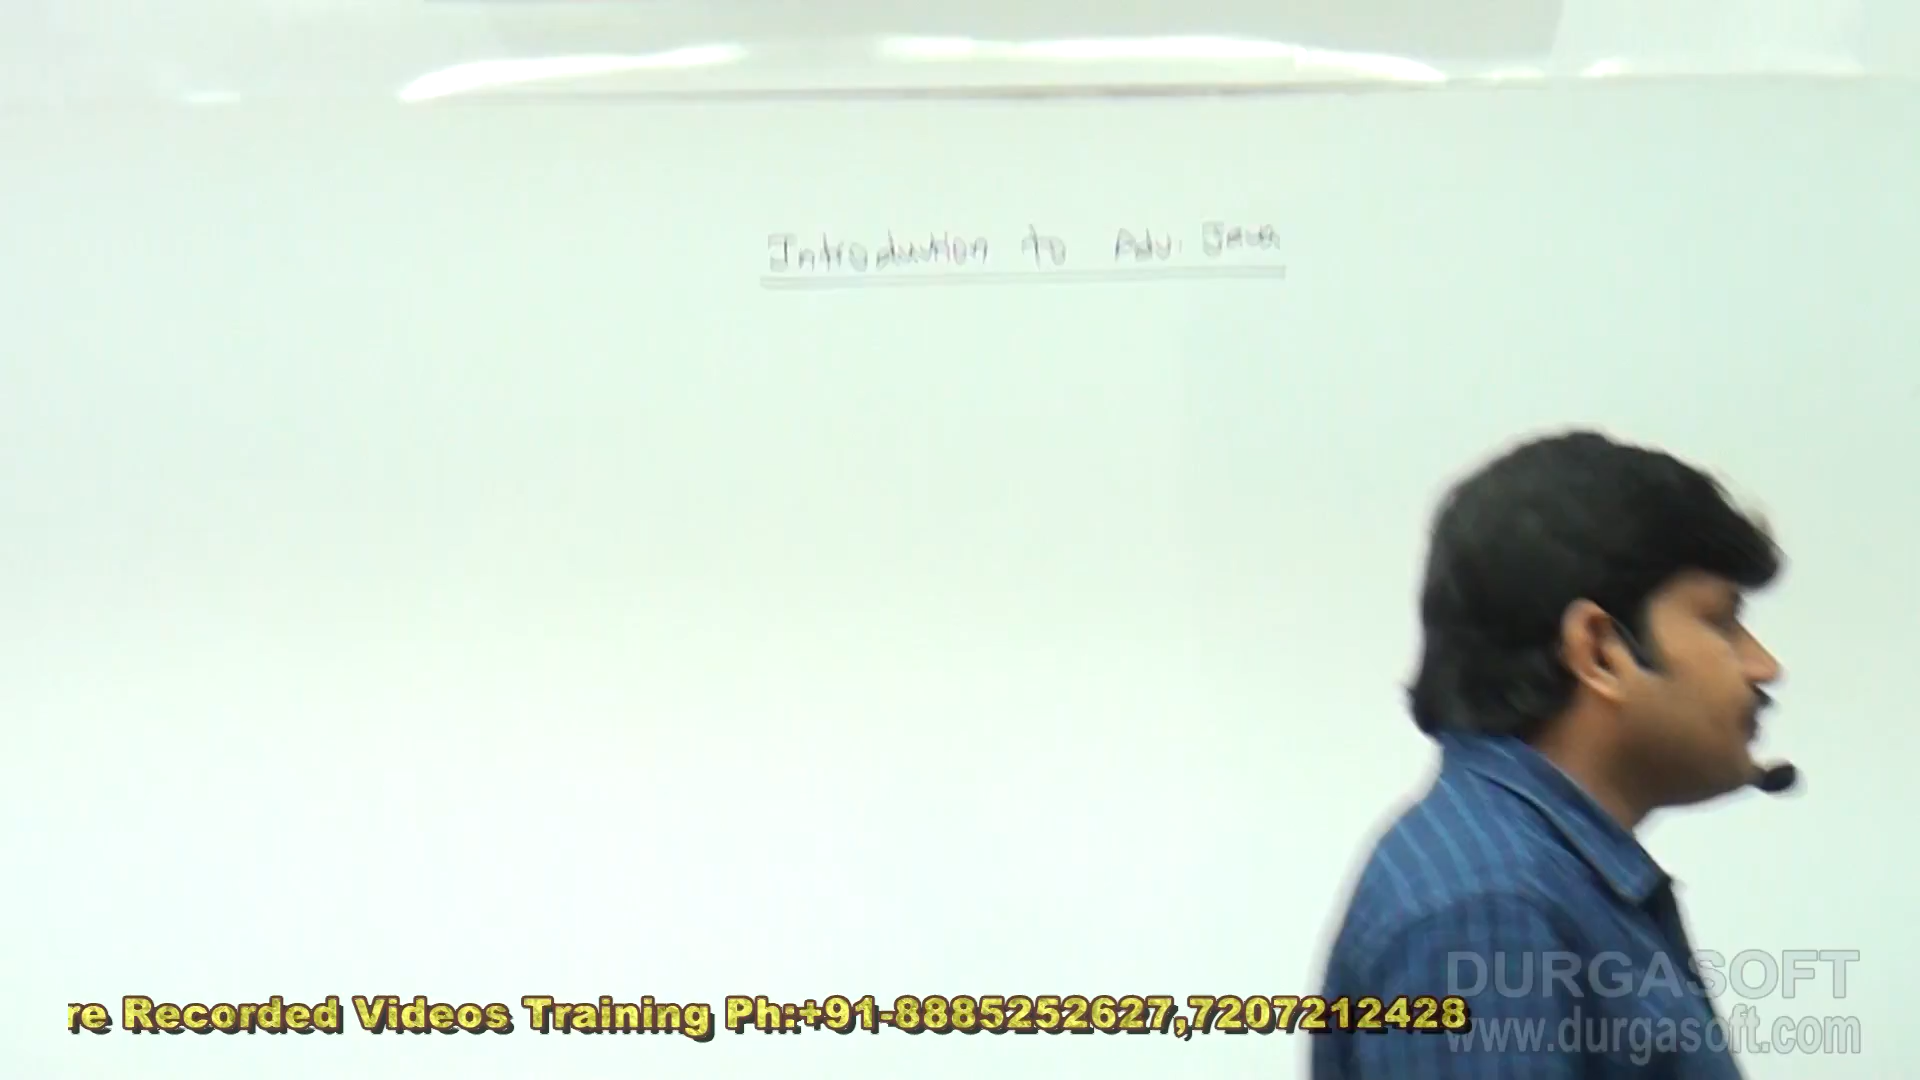 Introduction to Adv. Java
re Recorded Videos Training Ph:+91-8885252627,7207212428
DURGASOFT
www.durgasoft.com